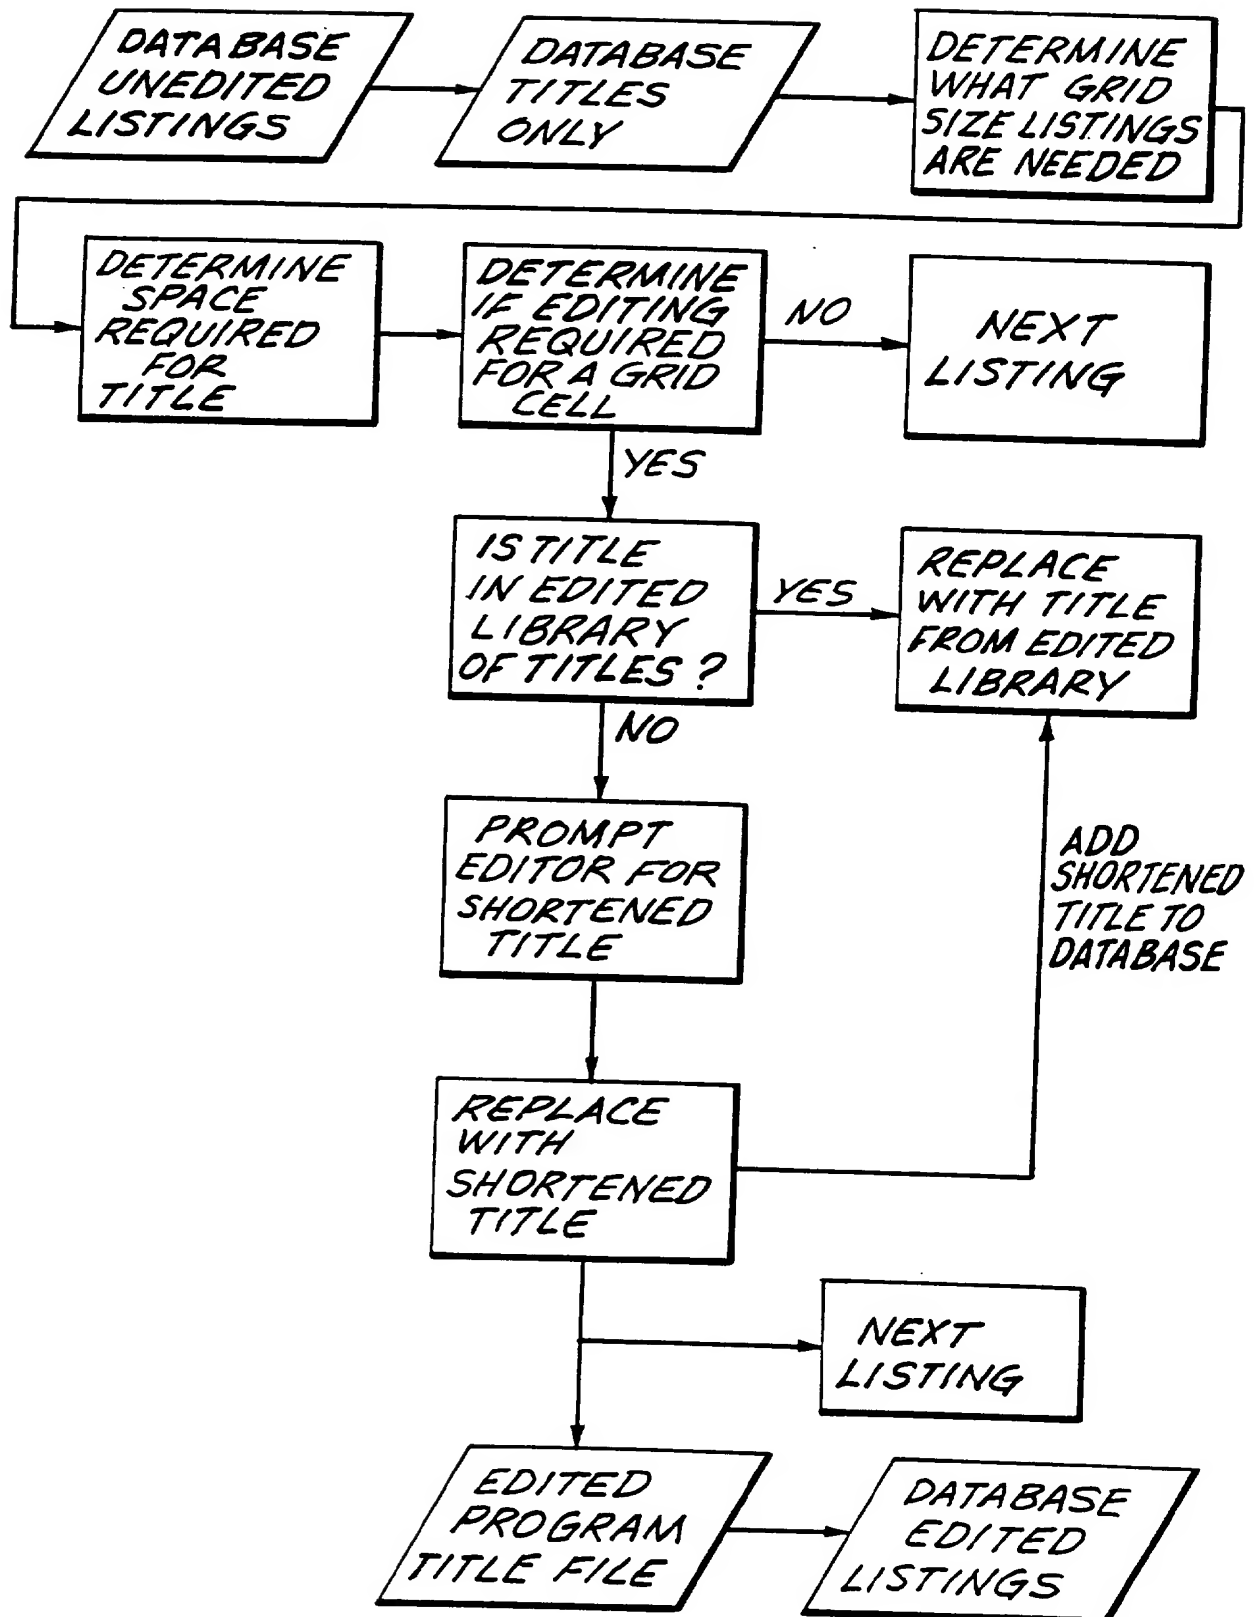 DATABASE
UNEDITED
LISTINGS
DATABASE
TITLES
ONLY
DETERMINE
WHAT GRID
SIZE LISTINGS
ARE NEEDED
DETERMINE
SPACE
REQUIRED
FOR
TITLE
DETERMINE
IF EDITING
REQUIRED
FOR A GRID
CELL
NO
NEXT
LISTING
YES
IS TITLE
IN EDITED
LIBRARY
OF TITLES ?
YES
REPLACE
WITH TITLE
FROM EDITED
LIBRARY
NO
PROMPT
EDITOR FOR
SHORTENED
TITLE
ADD
SHORTENED
TITLE TO
DATABASE
REPLACE
WITH
SHORTENED
TITLE
NEXT
LISTING
EDITED
PROGRAM
TITLE FILE
DATABASE
EDITED
LISTINGS